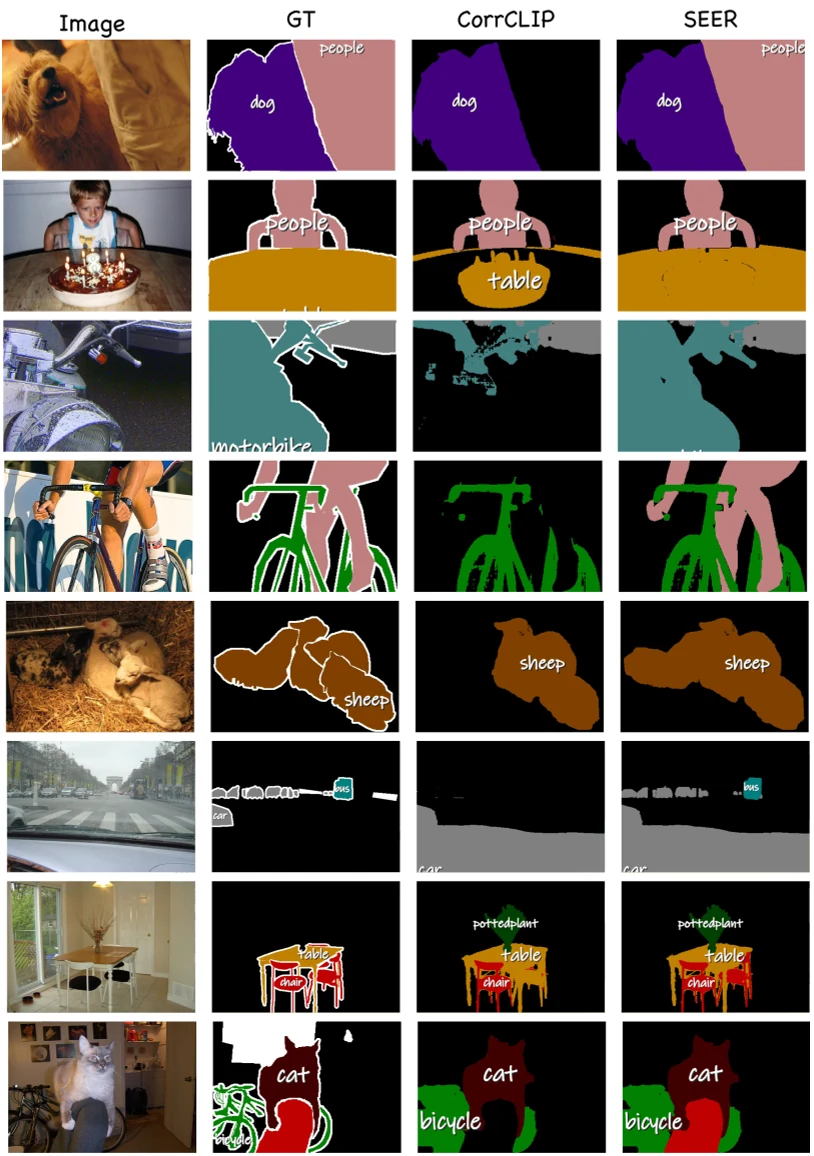 Image GT CorrCLIP SEER
people people
dog dog dog
people people people
table
motorbike
sheep sheep sheep
bus bus
car
car car
pottedplant pottedplant
table table table
chair chair chair
cat cat cat
bicycle bicycle bicycle